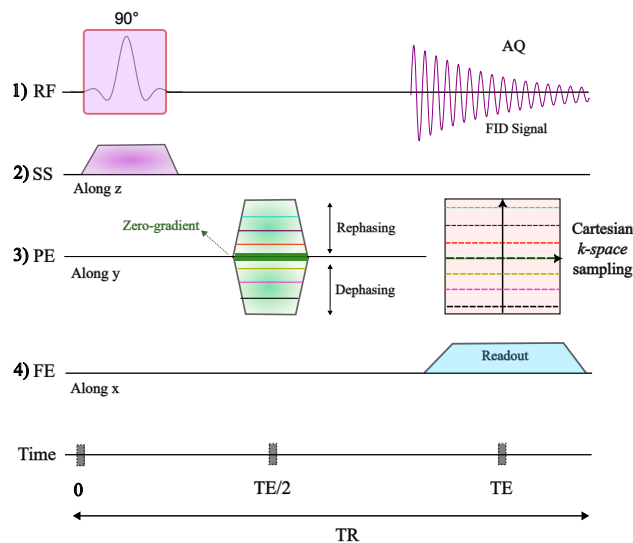 90°
AQ
1) RF
FID Signal
2) SS
Along z
Zero-gradient
Rephasing
3) PE
Along y
Dephasing
Cartesian
k-space
sampling
4) FE
Along x
Readout
Time
0
TE/2
TE
TR